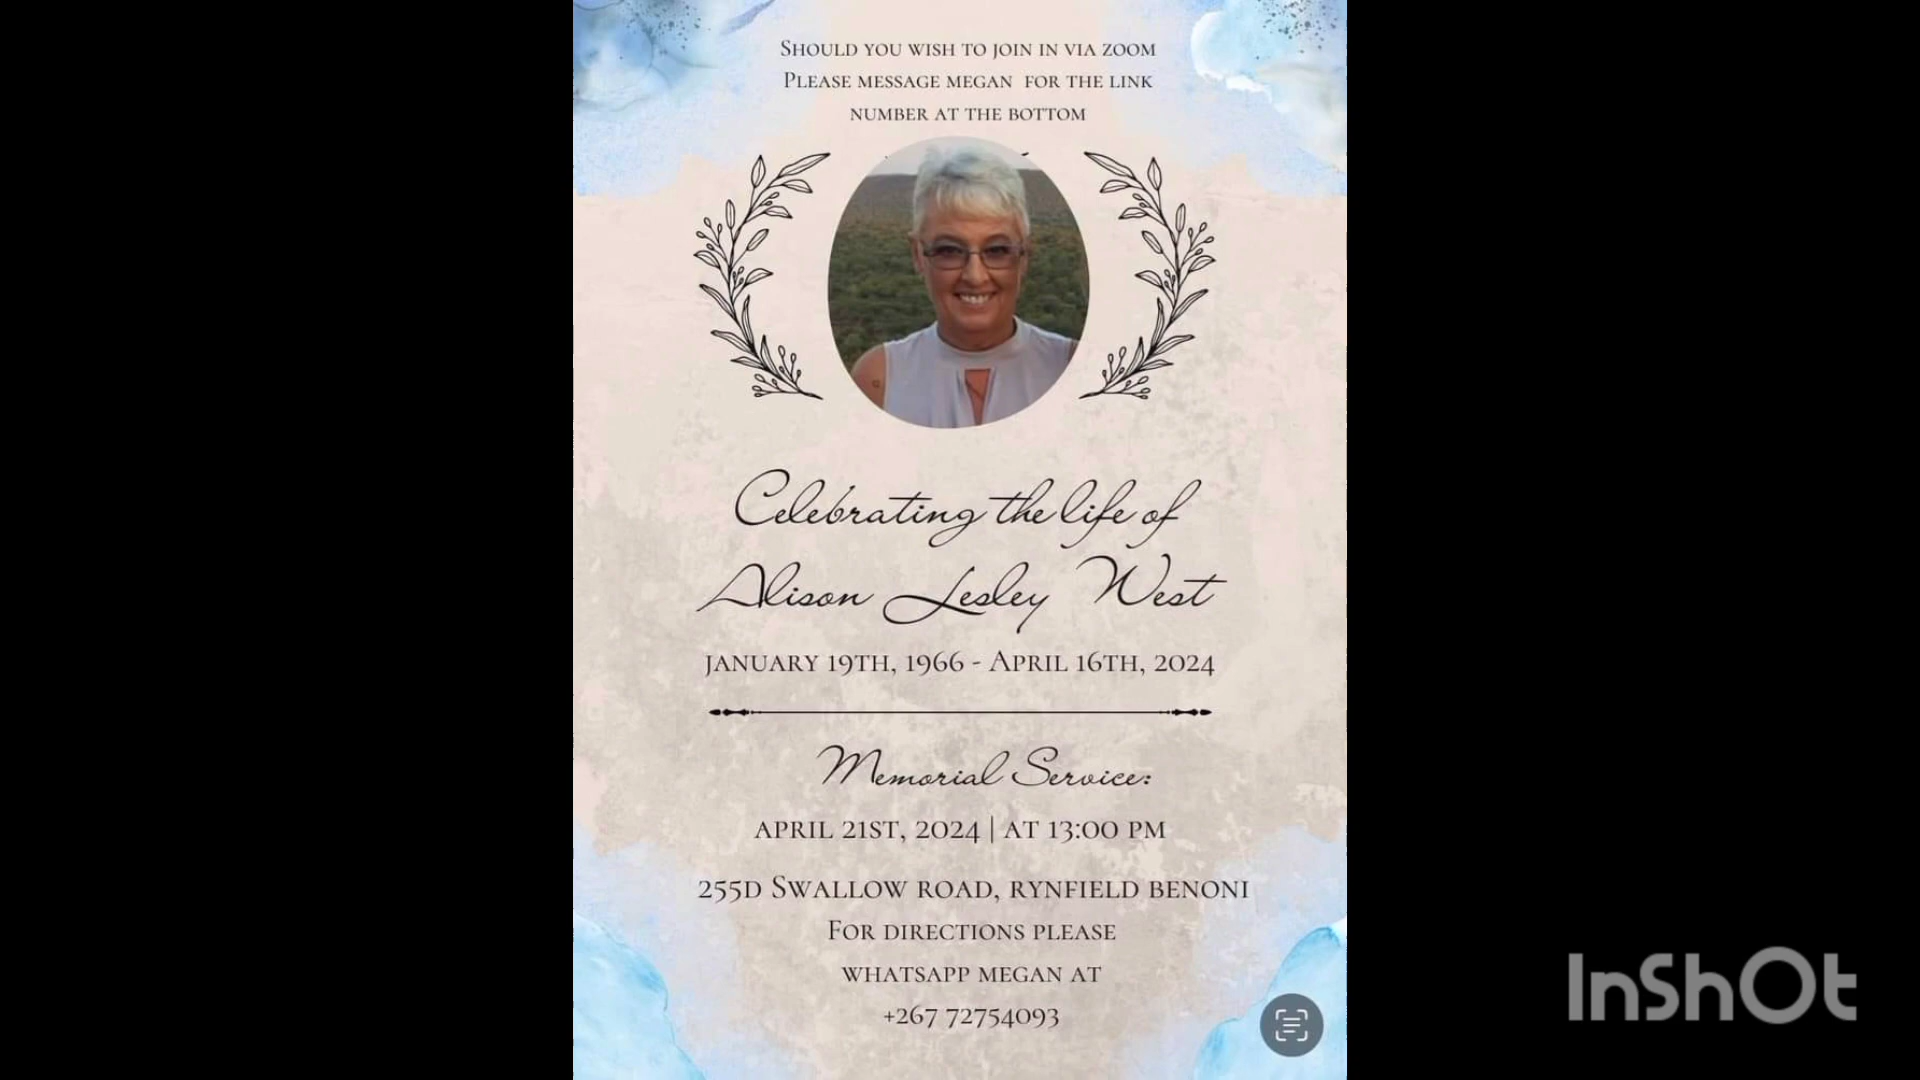 SHOULD YOU WISH TO JOIN IN VIA ZOOM
PLEASE MESSAGE MEGAN FOR THE LINK
NUMBER AT THE BOTTOM
Celebrating the life of
Alison Lesley West
JANUARY 19TH, 1966 - APRIL 16TH, 2024
Memorial Service:
APRIL 21ST, 2024 | AT 13:00 PM
255D SWALLOW ROAD, RYNFIELD BENONI
FOR DIRECTIONS PLEASE
WHATSAPP MEGAN AT
+267 72754093
InShOt